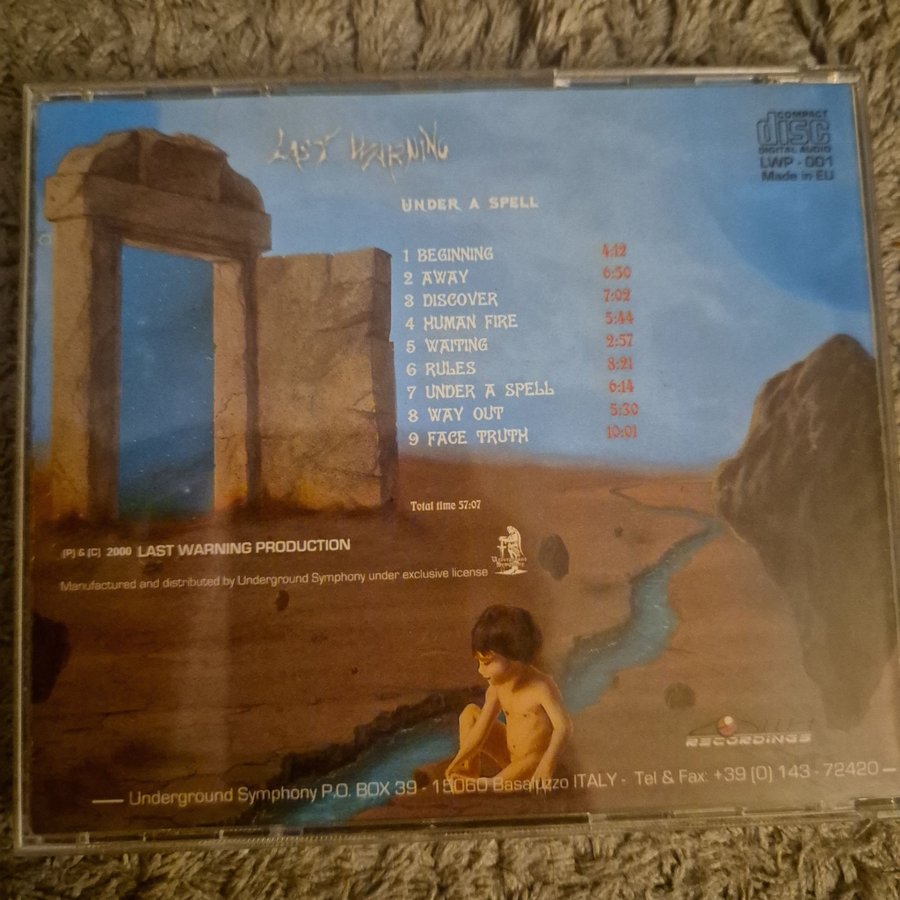 LAST WARNING
COMPACT
disc
DIGITAL AUDIO
LWP - 001
Made in EU
UNDER A SPELL
1 BEGINNING 4:12
2 AWAY 6:50
3 DISCOVER 7:02
4 HUMAN FIRE 5:44
5 WAITING 2:57
6 RULES 8:21
7 UNDER A SPELL 6:14
8 WAY OUT 5:30
9 FACE TRUTH 10:01
Total time 57:07
(P) & (C) 2000 LAST WARNING PRODUCTION
Manufactured and distributed by Underground Symphony under exclusive license
Underground
Symphony
RECORDINGS
Underground Symphony P.O. BOX 39 - 15060 Basaluzzo ITALY - Tel & Fax: +39 (0) 143 - 72420